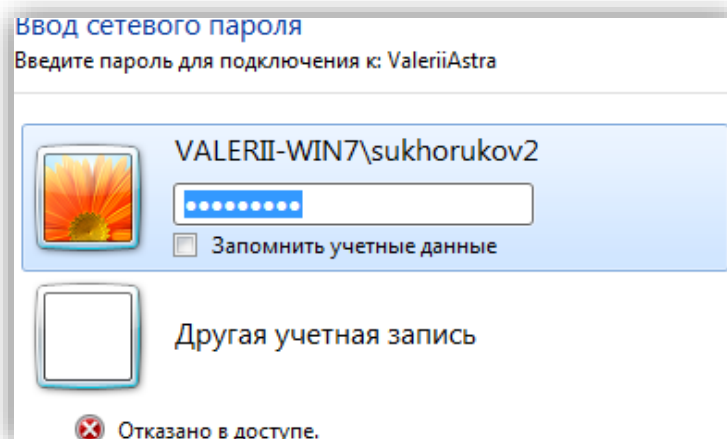 Ввод сетевого пароля
Введите пароль для подключения к: ValeriiAstra
VALERII-WIN7\sukhorukov2
Запомнить учетные данные
Другая учетная запись
Отказано в доступе.